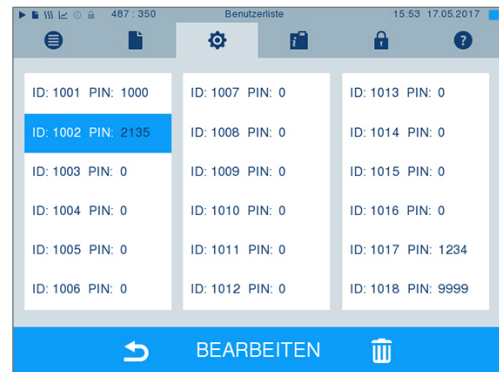 487 : 350 Benutzerliste 15:53 17.05.2017
ID: 1001 PIN: 1000
ID: 1002 PIN: 2135
ID: 1003 PIN: 0
ID: 1004 PIN: 0
ID: 1005 PIN: 0
ID: 1006 PIN: 0
ID: 1007 PIN: 0
ID: 1008 PIN: 0
ID: 1009 PIN: 0
ID: 1010 PIN: 0
ID: 1011 PIN: 0
ID: 1012 PIN: 0
ID: 1013 PIN: 0
ID: 1014 PIN: 0
ID: 1015 PIN: 0
ID: 1016 PIN: 0
ID: 1017 PIN: 1234
ID: 1018 PIN: 9999
BEARBEITEN